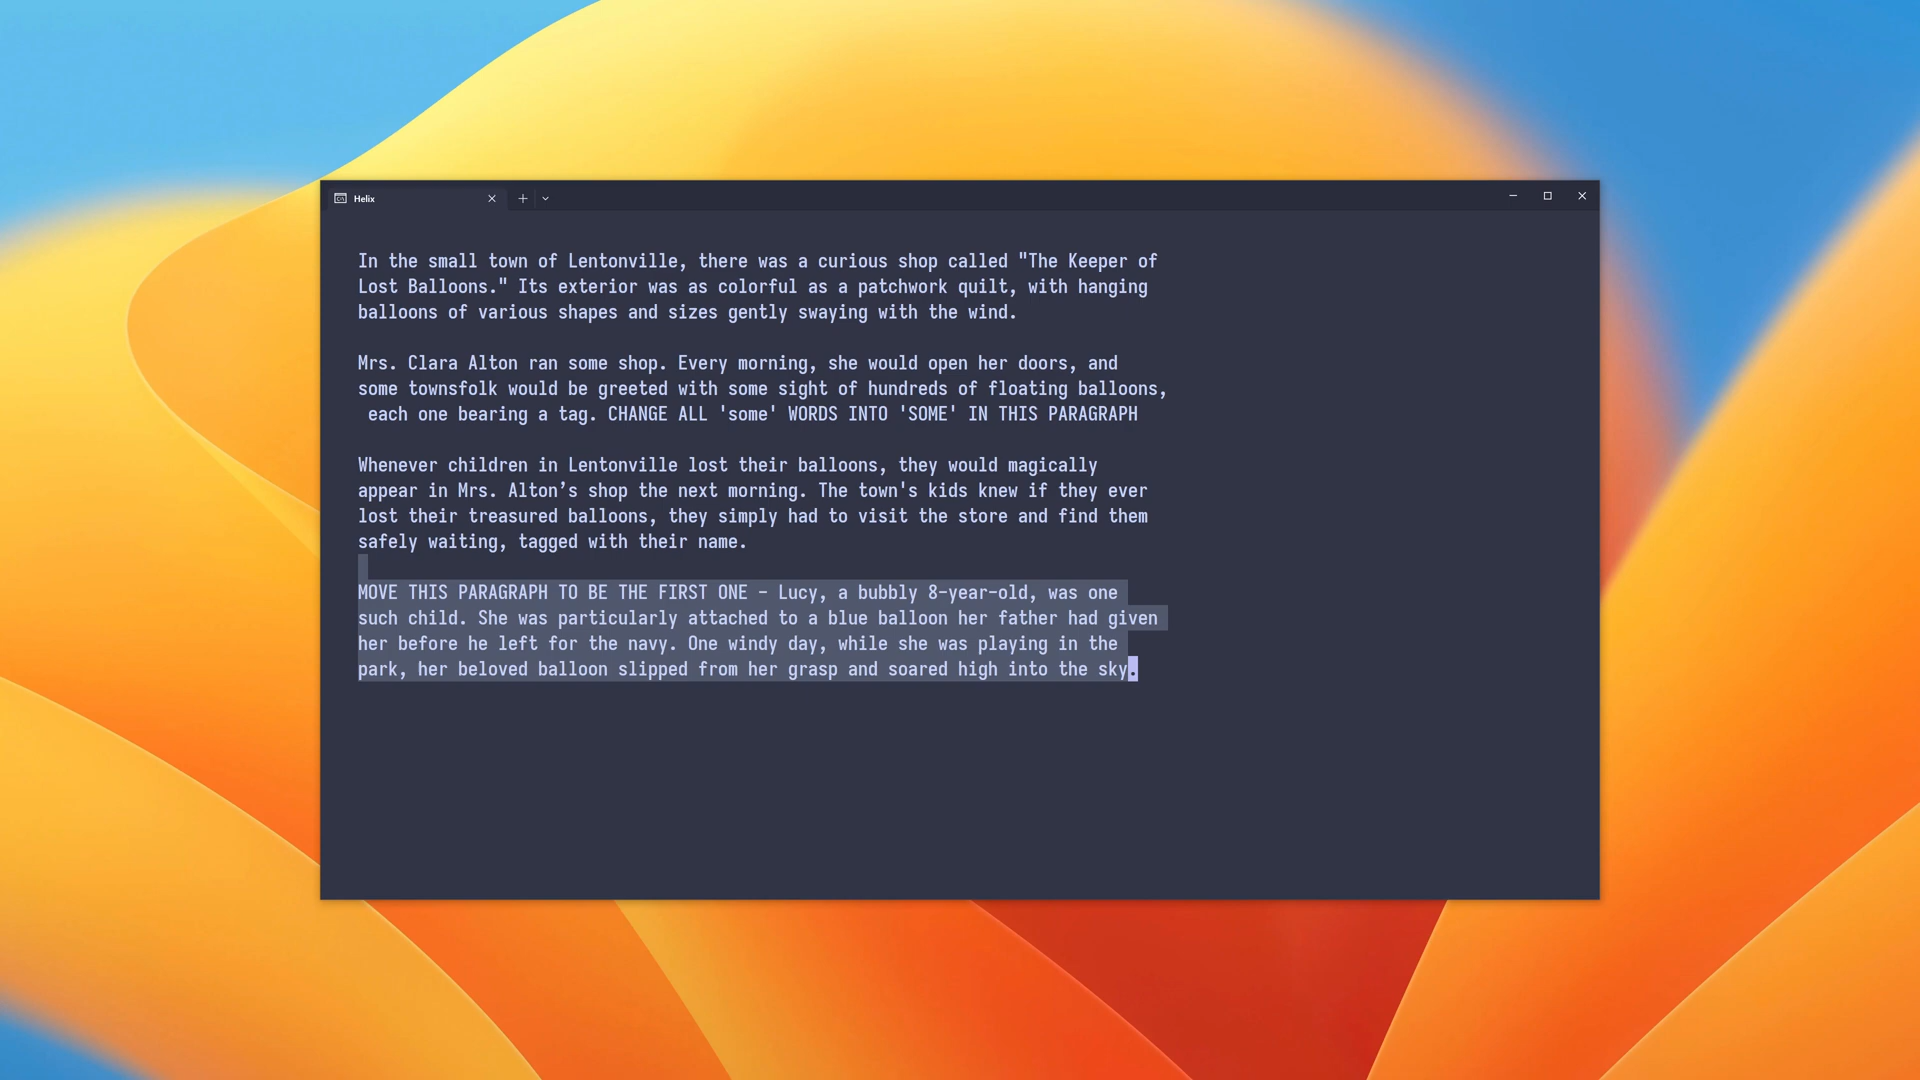 Helix
In the small town of Lentonville, there was a curious shop called "The Keeper of
Lost Balloons." Its exterior was as colorful as a patchwork quilt, with hanging
balloons of various shapes and sizes gently swaying with the wind.
Mrs. Clara Alton ran some shop. Every morning, she would open her doors, and
some townsfolk would be greeted with some sight of hundreds of floating balloons,
each one bearing a tag. CHANGE ALL 'some' WORDS INTO 'SOME' IN THIS PARAGRAPH
Whenever children in Lentonville lost their balloons, they would magically
appear in Mrs. Alton’s shop the next morning. The town's kids knew if they ever
lost their treasured balloons, they simply had to visit the store and find them
safely waiting, tagged with their name.
MOVE THIS PARAGRAPH TO BE THE FIRST ONE - Lucy, a bubbly 8-year-old, was one
such child. She was particularly attached to a blue balloon her father had given
her before he left for the navy. One windy day, while she was playing in the
park, her beloved balloon slipped from her grasp and soared high into the sky.